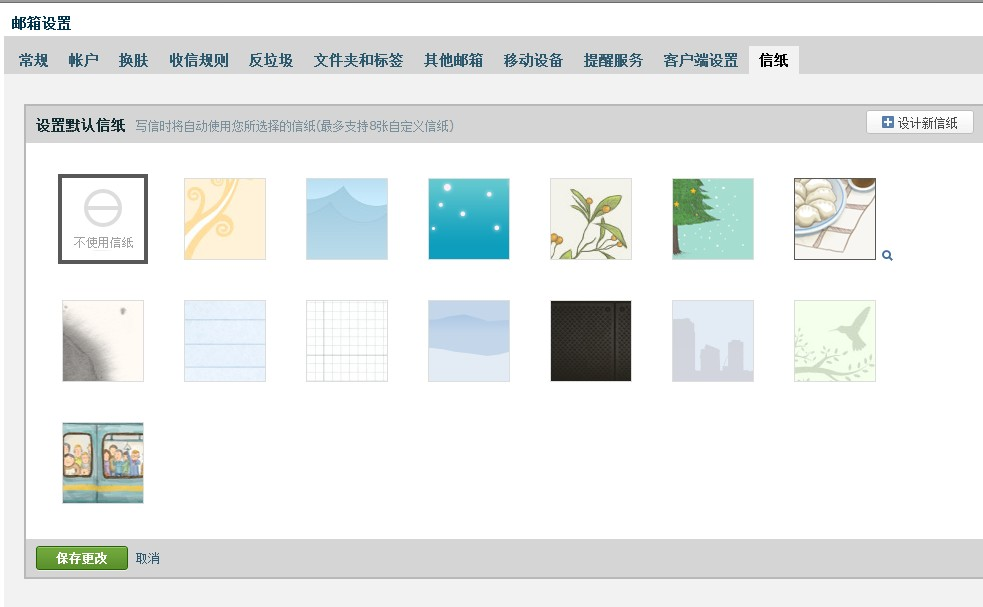 邮箱设置
常规 帐户 换肤 收信规则 反垃圾 文件夹和标签 其他邮箱 移动设备 提醒服务 客户端设置 信纸
设置默认信纸 写信时将自动使用您所选择的信纸(最多支持8张自定义信纸) 设计新信纸
不使用信纸
保存更改 取消